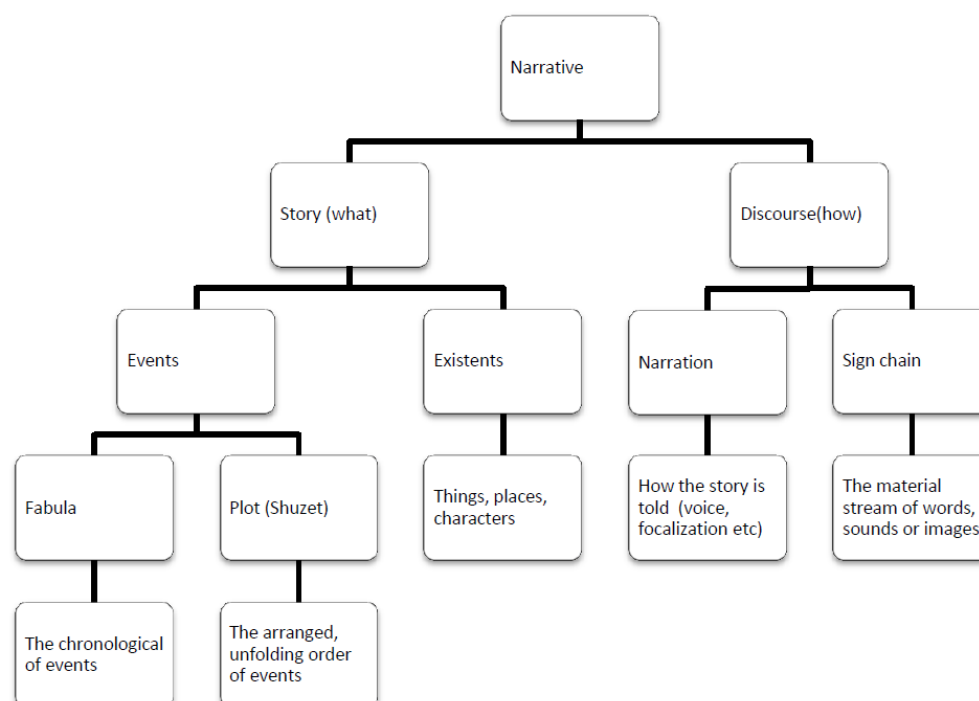 Narrative
Story (what)
Discourse(how)
Events
Existents
Narration
Sign chain
Fabula
Plot (Shuzet)
Things, places,
characters
How the story is
told (voice,
focalization etc)
The material
stream of words,
sounds or images
The chronological
of events
The arranged,
unfolding order
of events